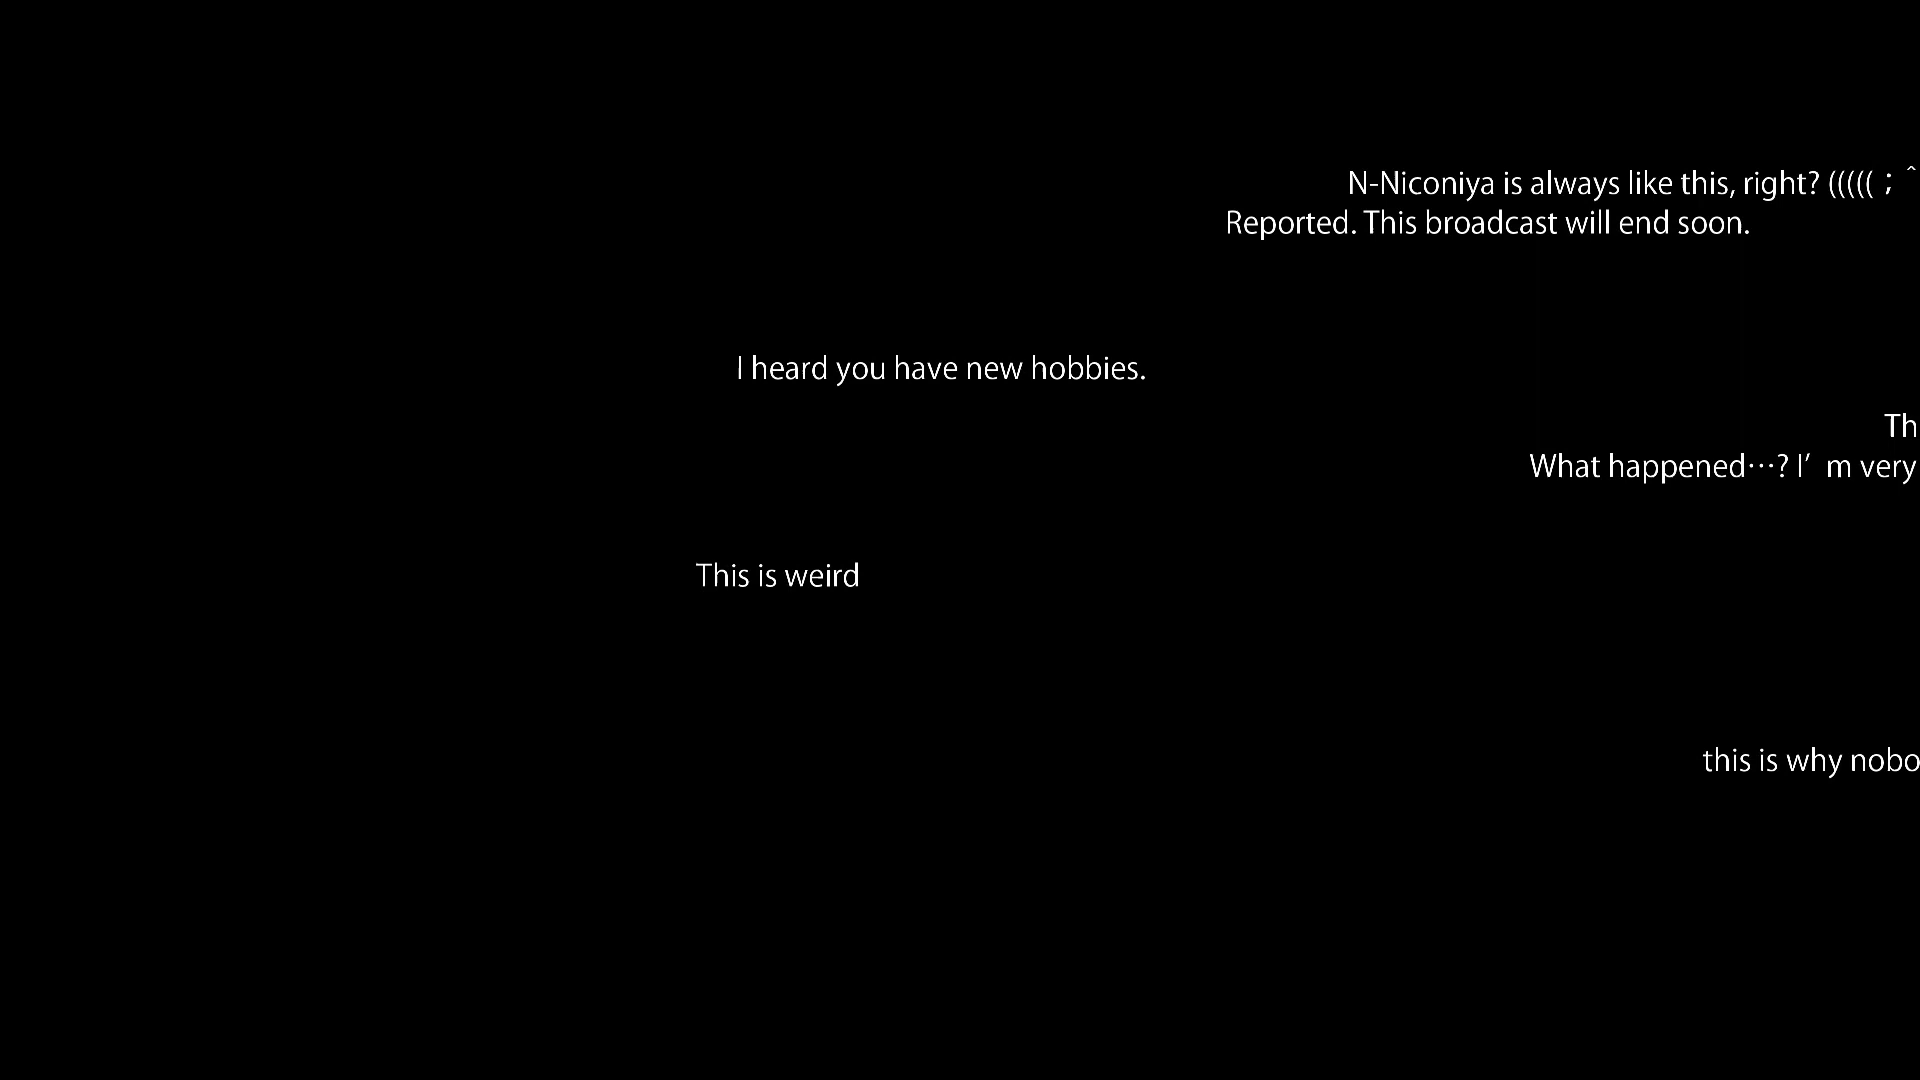 N-Niconiya is always like this, right? (((((；＾
Reported. This broadcast will end soon.
I heard you have new hobbies.
Th
What happened…? I’m very
This is weird
this is why nobo